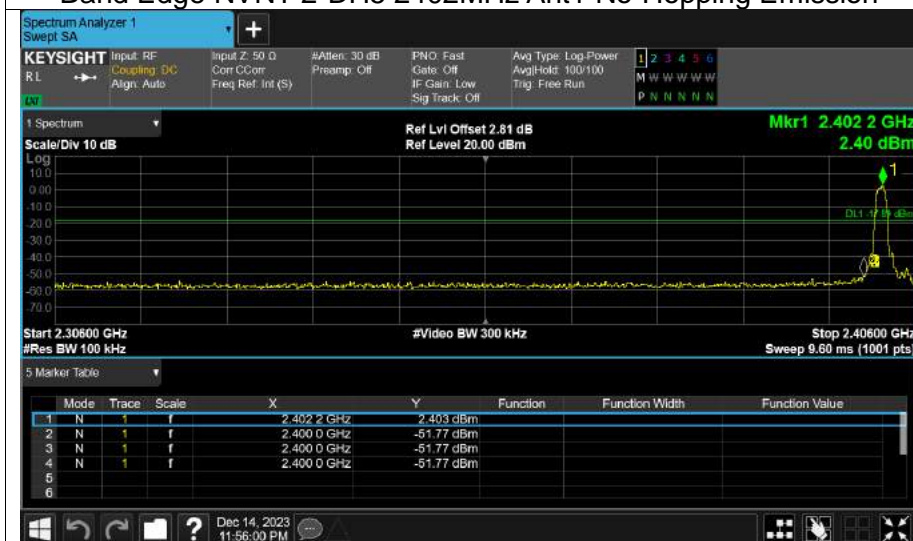 Band Edge NVNT 2-DH5 2402MHz Ant1 No-Hopping Emission
Spectrum Analyzer 1
Swept SA
+
KEYSIGHT Input: RF Input Z: 50 Ω #Atten: 30 dB PNO: Fast Avg Type: Log-Power 1 2 3 4 5 6
R L Coupling: DC Corr CCorr Preamp: Off Gate: Off Avg|Hold: 100/100 M W W W W W
Align: Auto Freq Ref: Int (S) IF Gain: Low Trig: Free Run
LXI Sig Track: Off P N N N N N
1 Spectrum Ref Lvl Offset 2.81 dB Mkr1 2.402 2 GHz
Scale/Div 10 dB Ref Level 20.00 dBm 2.40 dBm
Log
10.0
0.00
-10.0
DL1
-20.0
-30.0
-40.0
-50.0
-60.0
-70.0
1
Start 2.30600 GHz #Video BW 300 kHz Stop 2.40600 GHz
#Res BW 100 kHz Sweep 9.60 ms (1001 pts)
5 Marker Table
Mode Trace Scale X Y Function Function Width Function Value
1 N 1 f 2.402 2 GHz 2.403 dBm
2 N 1 f 2.400 0 GHz -51.77 dBm
3 N 1 f 2.400 0 GHz -51.77 dBm
4 N 1 f 2.400 0 GHz -51.77 dBm
5
6
? Dec 14, 2023
11:56:00 PM